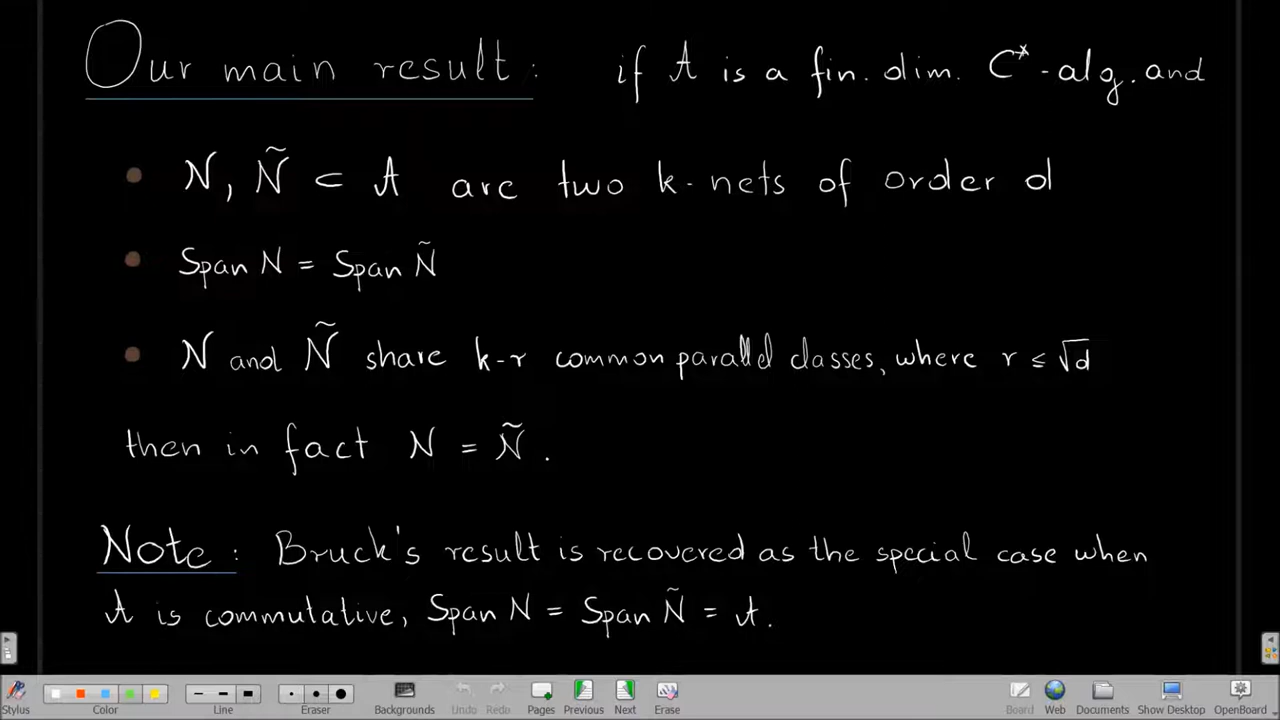 Our main result: if A is a fin. dim. C*-alg. and
• N, Ñ ⊂ A are two k-nets of order d
• Span N = Span Ñ
• N and Ñ share k-r common parallel classes, where r ≤ √d
then in fact N = Ñ.
Note: Bruck's result is recovered as the special case when
A is commutative, Span N = Span Ñ = A.
Stylus Color Line Eraser Backgrounds Undo Redo Pages Previous Next Erase Board Web Documents Show Desktop OpenBoard